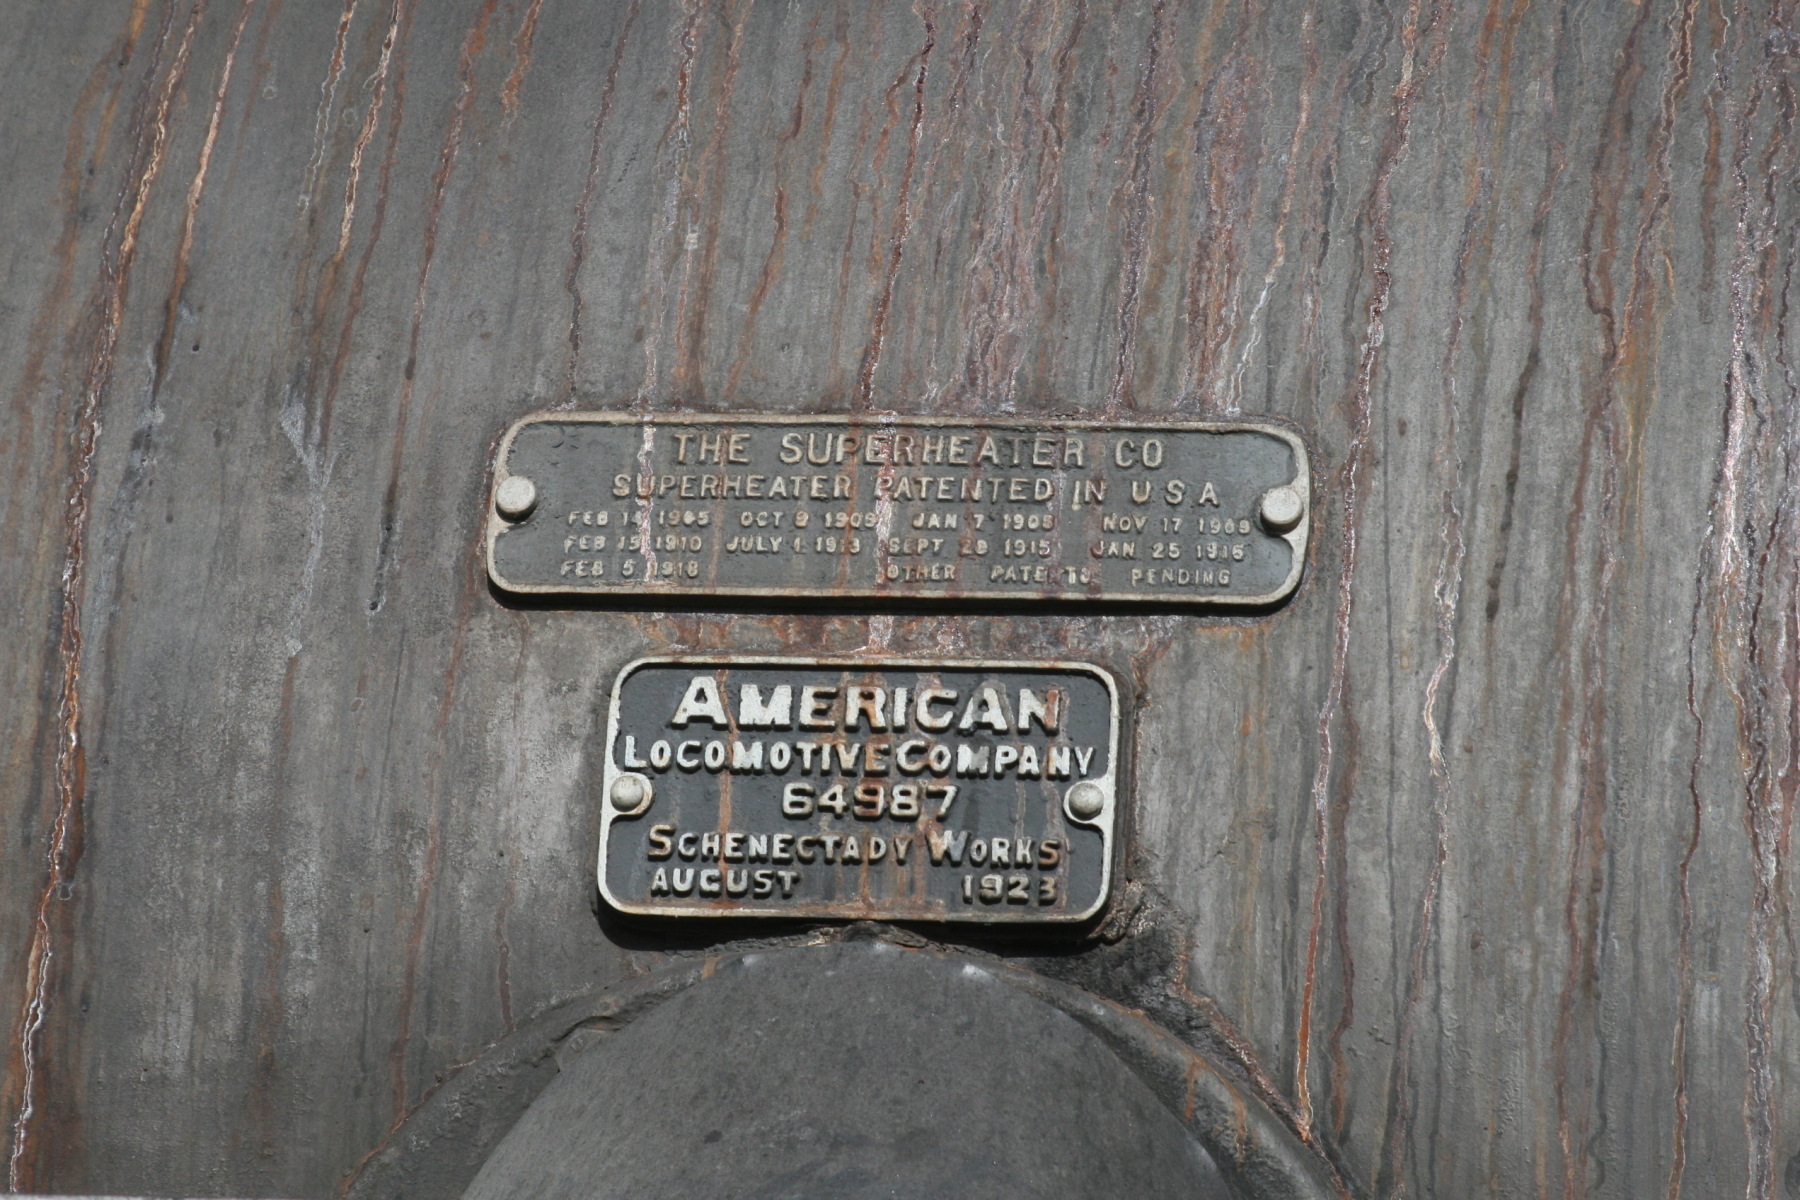 THE SUPERHEATER CO
SUPERHEATER PATENTED IN U S A
FEB 14 1905 OCT 9 1905 JAN 7 1908 NOV 17 1908
FEB 15 1910 JULY 1 1913 SEPT 28 1915 JAN 25 1916
FEB 5 1918 OTHER PATENTS PENDING
AMERICAN
LOCOMOTIVE COMPANY
64987
SCHENECTADY WORKS
AUGUST 1923